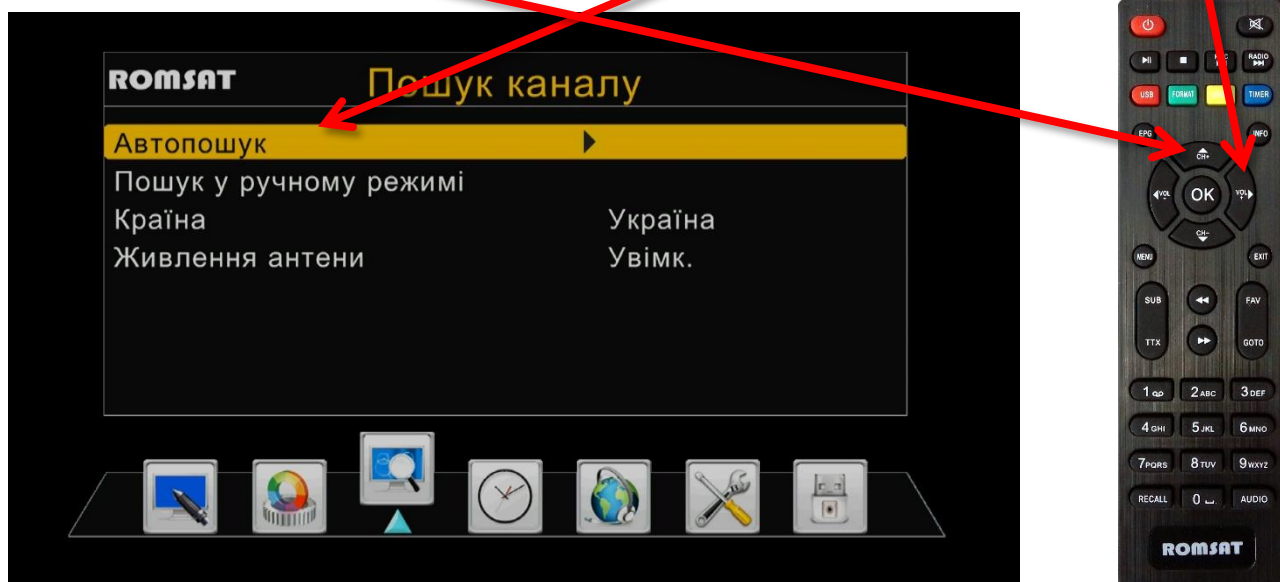 ROMSAT
Пошук каналу
Автопошук
Пошук у ручному режимі
Країна Україна
Живлення антени Увімк.
RADIO
USB FORMAT TIMER
EPG INFO
CH+
VOL- OK VOL+
CH-
MENU EXIT
SUB FAV
TTX GOTO
1 2ABC 3DEF
4GHI 5JKL 6MNO
7PQRS 8TUV 9WXYZ
RECALL 0 AUDIO
ROMSAT